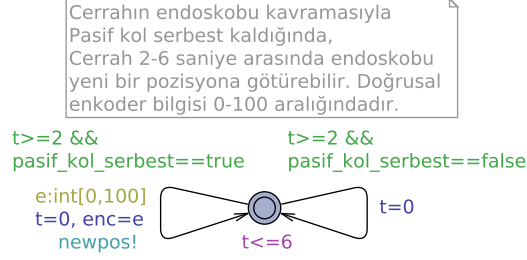 Cerrahın endoskobu kavramasıyla
Pasif kol serbest kaldığında,
Cerrah 2-6 saniye arasında endoskobu
yeni bir pozisyona götürebilir. Doğrusal
enkoder bilgisi 0-100 aralığındadır.
t>=2 &&
pasif_kol_serbest==true
t>=2 &&
pasif_kol_serbest==false
e:int[0,100]
t=0, enc=e
newpos!
t=0
t<=6